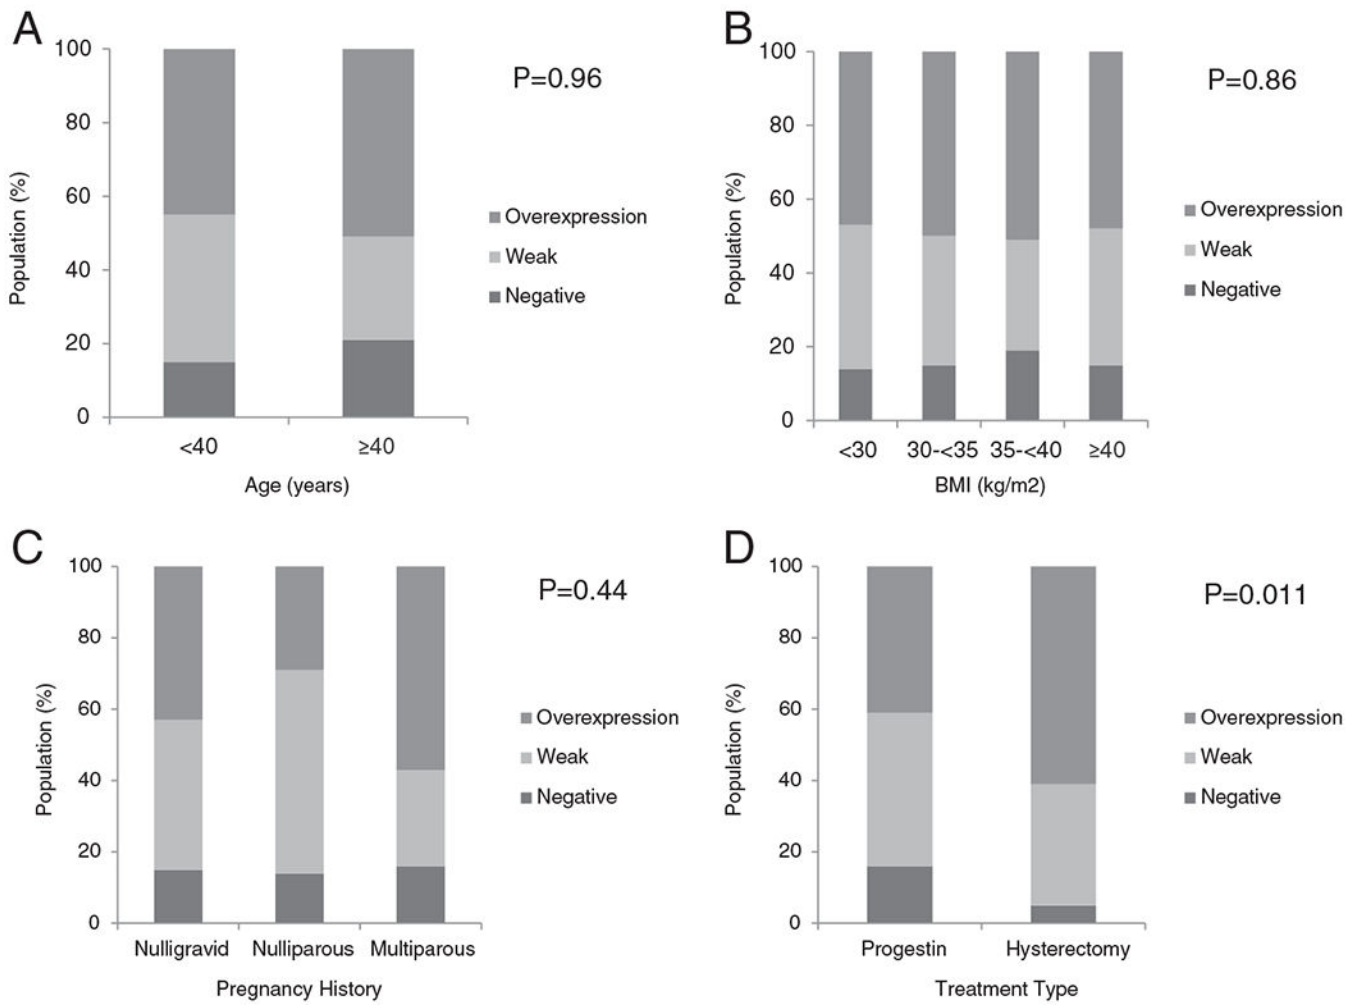 A
100
80
60
40
20
0
Population (%)
<40
≥40
Age (years)
P=0.96
Overexpression
Weak
Negative
B
100
80
60
40
20
0
Population (%)
<30
30-<35
35-<40
≥40
BMI (kg/m2)
P=0.86
Overexpression
Weak
Negative
C
100
80
60
40
20
0
Population (%)
Nulligravid
Nulliparous
Multiparous
Pregnancy History
P=0.44
Overexpression
Weak
Negative
D
100
80
60
40
20
0
Population (%)
Progestin
Hysterectomy
Treatment Type
P=0.011
Overexpression
Weak
Negative